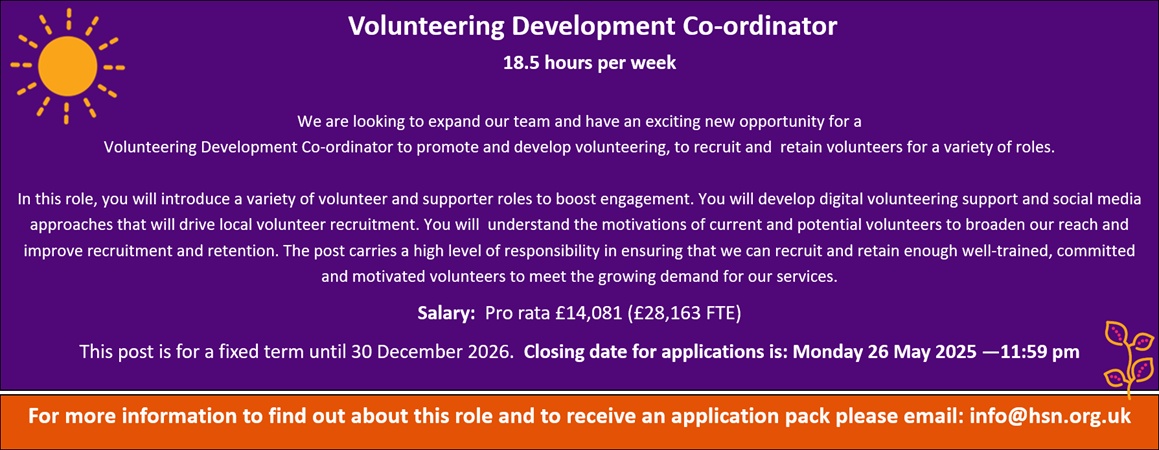 Volunteering Development Co-ordinator
18.5 hours per week
We are looking to expand our team and have an exciting new opportunity for a
Volunteering Development Co-ordinator to promote and develop volunteering, to recruit and  retain volunteers for a variety of roles.
In this role, you will introduce a variety of volunteer and supporter roles to boost engagement. You will develop digital volunteering support and social media
approaches that will drive local volunteer recruitment. You will  understand the motivations of current and potential volunteers to broaden our reach and
improve recruitment and retention. The post carries a high level of responsibility in ensuring that we can recruit and retain enough well-trained, committed
and motivated volunteers to meet the growing demand for our services.
Salary:  Pro rata £14,081 (£28,163 FTE)
This post is for a fixed term until 30 December 2026.  Closing date for applications is: Monday 26 May 2025 —11:59 pm
For more information to find out about this role and to receive an application pack please email: info@hsn.org.uk